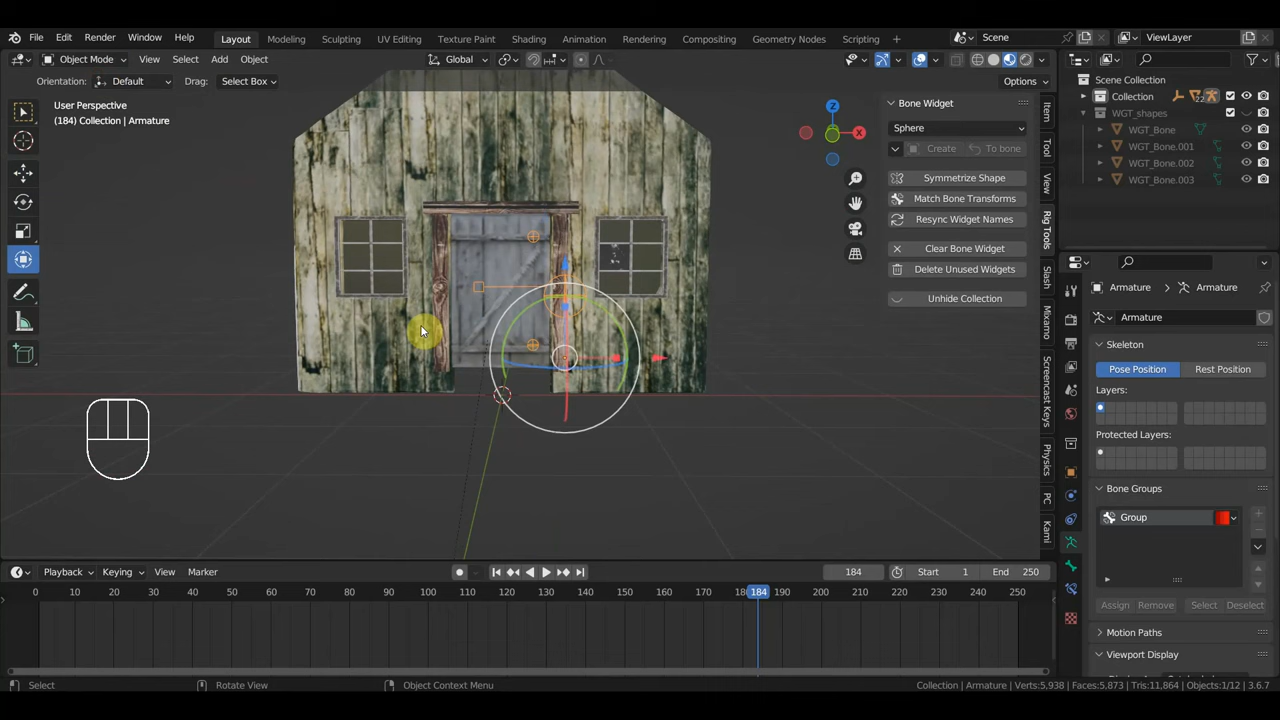 File Edit Render Window Help Layout Modeling Sculpting UV Editing Texture Paint Shading Animation Rendering Compositing Geometry Nodes Scripting + Scene ViewLayer
Object Mode View Select Add Object Global
Orientation: Default Drag: Select Box Options
User Perspective
(184) Collection | Armature
Z
X
Bone Widget
Sphere
Create To bone
Symmetrize Shape
Match Bone Transforms
Resync Widget Names
Clear Bone Widget
Delete Unused Widgets
Unhide Collection
Item
Tool
View
Rig Tools
Slash
Mixamo
Screencast Keys
Physics
PC
Kami
Scene Collection
Collection 22
WGT_shapes
WGT_Bone
WGT_Bone.001
WGT_Bone.002
WGT_Bone.003
Armature Armature
Armature
Skeleton
Pose Position Rest Position
Layers:
Protected Layers:
Bone Groups
Group
Assign Remove Select Deselect
Motion Paths
Viewport Display
Playback Keying View Marker 184 Start 1 End 250
0 10 20 30 40 50 60 70 80 90 100 110 120 130 140 150 160 170 18 184 190 200 210 220 230 240 250
Select Rotate View Object Context Menu Collection | Armature | Verts:5,938 | Faces:5,873 | Tris:11,864 | Objects:1/12 | 3.6.7